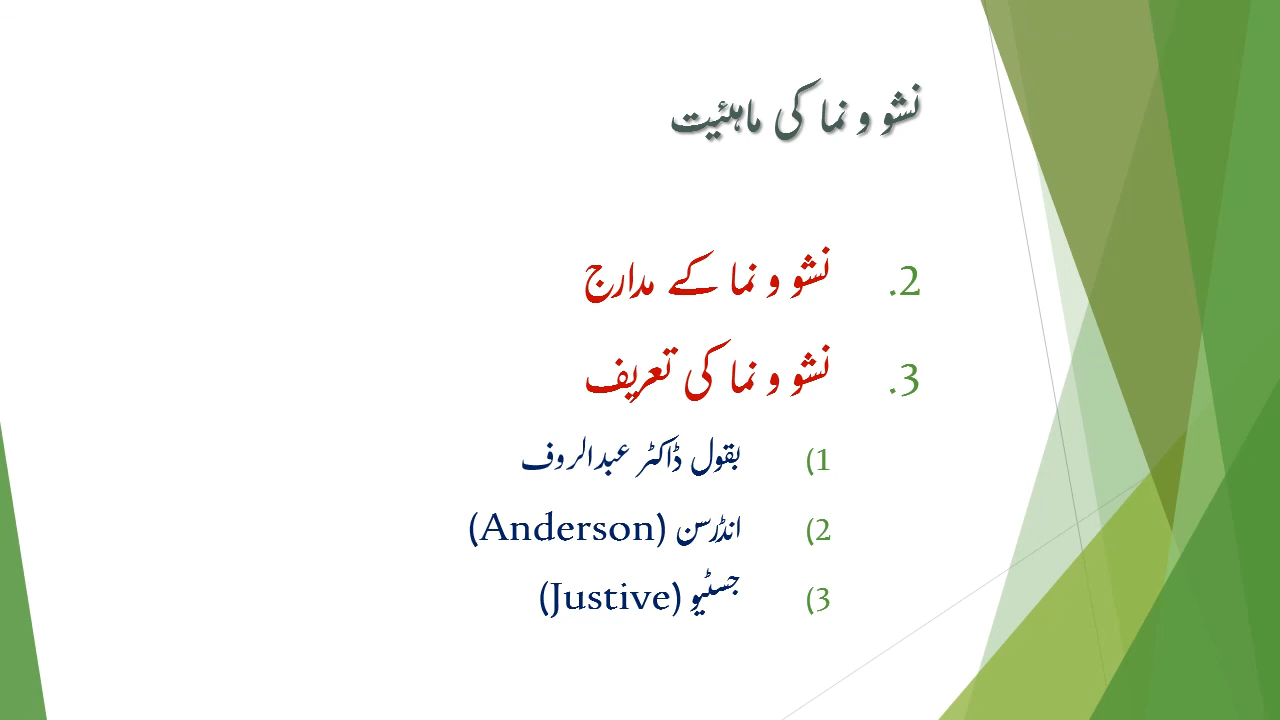 نشو و نما کی ماہئیت
2. نشو و نما کے مدارج
3. نشو و نما کی تعریف
1) بقول ڈاکٹر عبدالروف
2) انڈرسن (Anderson)
3) جسٹیو (Justive)